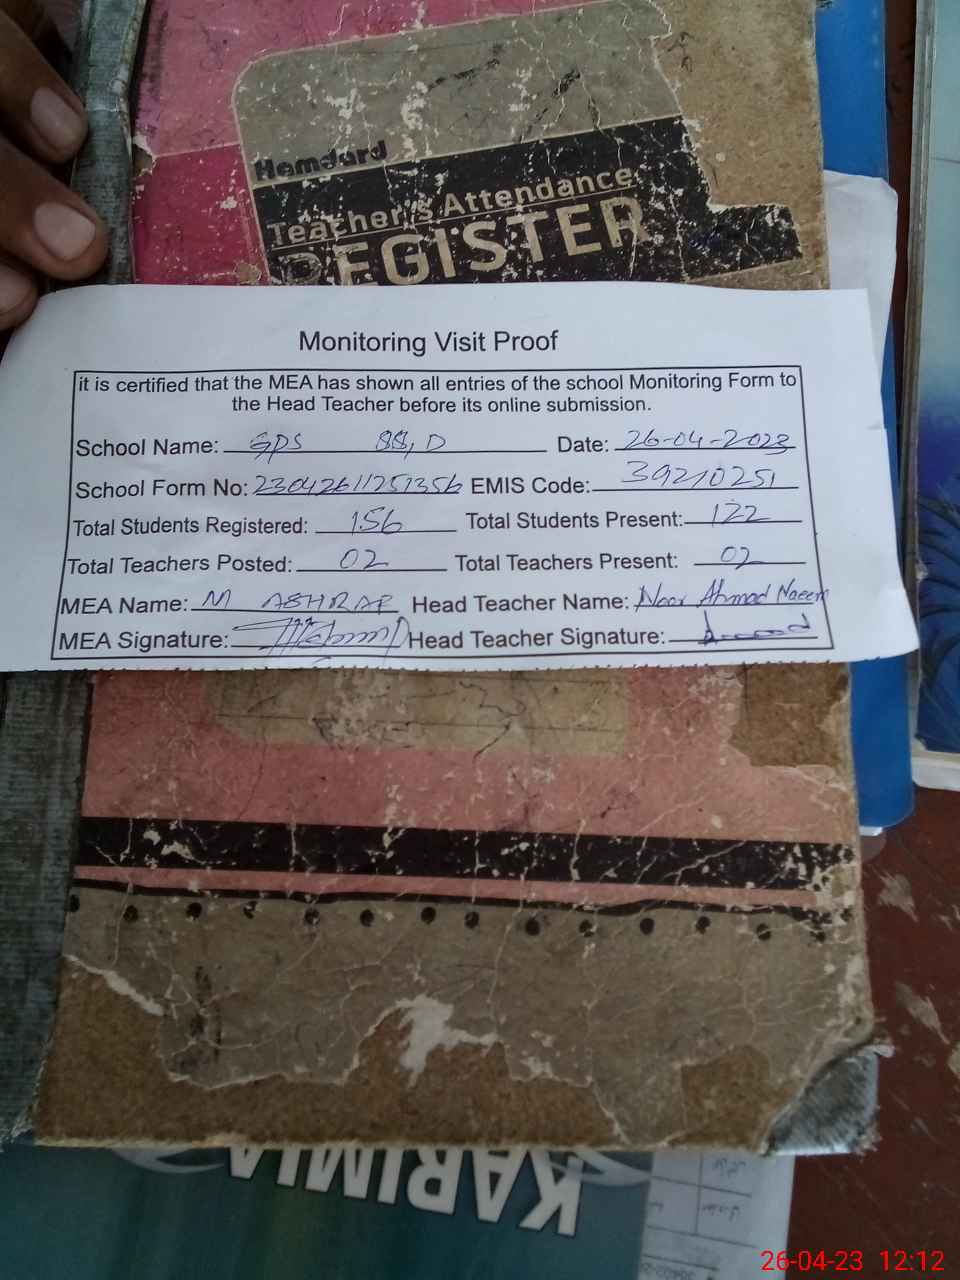 Hemdard
Teacher's Attendance
REGISTER
Monitoring Visit Proof
it is certified that the MEA has shown all entries of the school Monitoring Form to
the Head Teacher before its online submission.
School Name: GPS 88, D Date: 26-04-2023
School Form No: 23042611251356 EMIS Code: 39210251
Total Students Registered: 156 Total Students Present: 122
Total Teachers Posted: 02 Total Teachers Present: 02
MEA Name: M ASHRAF Head Teacher Name: Noor Ahmad Naeem
MEA Signature: Head Teacher Signature:
KARIMIA
26-04-23 12:12